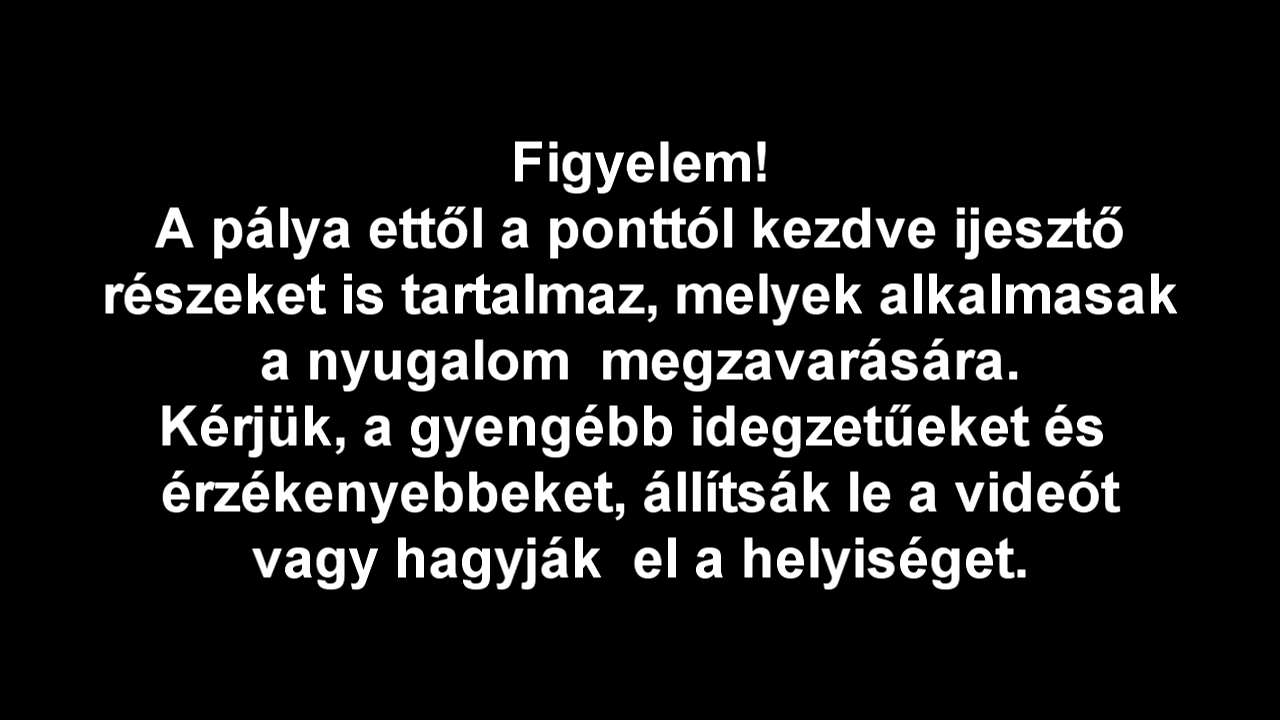 Figyelem!
A pálya ettől a ponttól kezdve ijesztő
részeket is tartalmaz, melyek alkalmasak
a nyugalom  megzavarására.
Kérjük, a gyengébb idegzetűeket és
érzékenyebbeket, állítsák le a videót
vagy hagyják  el a helyiséget.